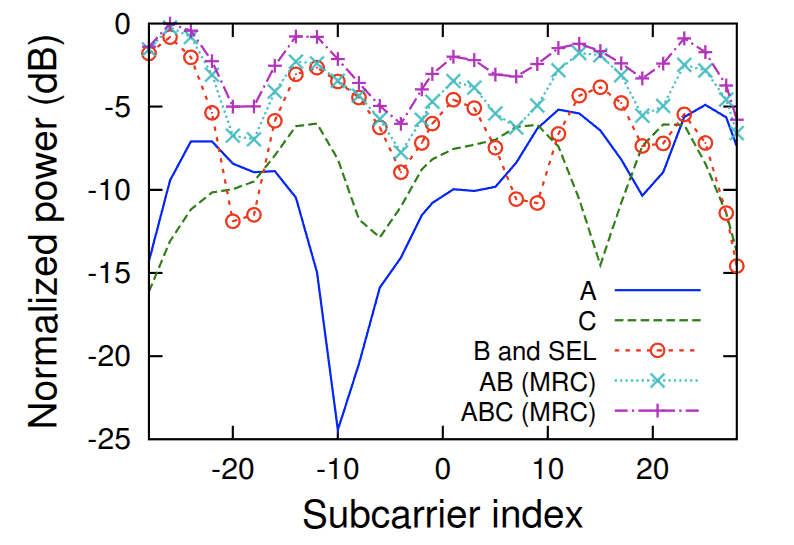 0
-5
-10
-15
-20
-25
Normalized power (dB)
A
C
B and SEL
AB (MRC)
ABC (MRC)
-20 -10 0 10 20
Subcarrier index